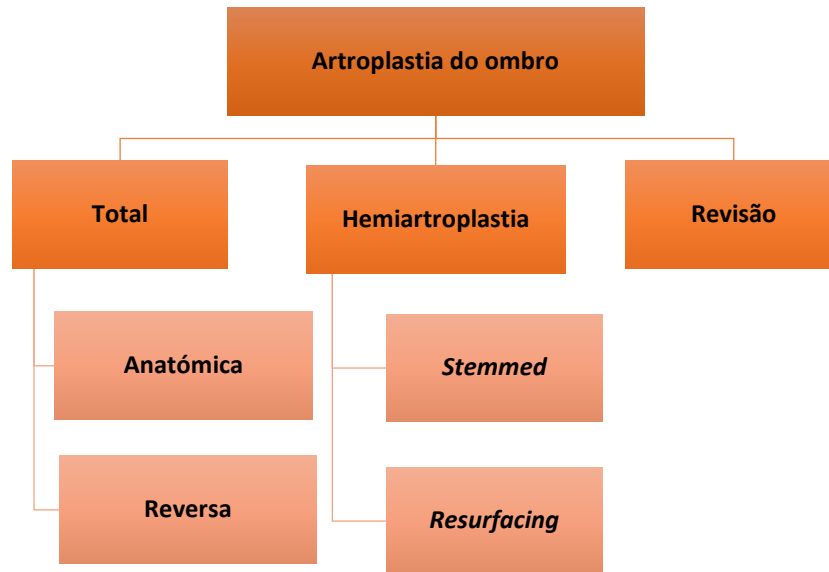 Artroplastia do ombro
Total
Hemiartroplastia
Revisão
Anatómica
Stemmed
Reversa
Resurfacing